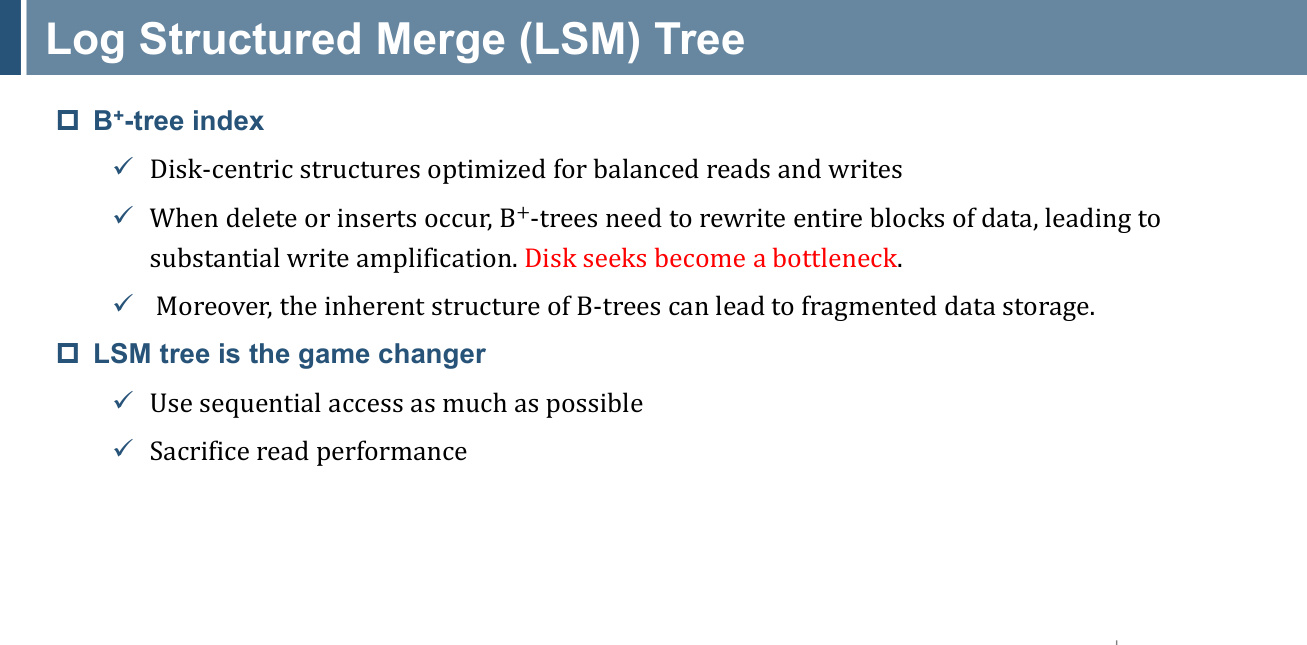 Log Structured Merge (LSM) Tree
B⁺-tree index
Disk-centric structures optimized for balanced reads and writes
When delete or inserts occur, B⁺-trees need to rewrite entire blocks of data, leading to
substantial write amplification. Disk seeks become a bottleneck.
Moreover, the inherent structure of B-trees can lead to fragmented data storage.
LSM tree is the game changer
Use sequential access as much as possible
Sacrifice read performance